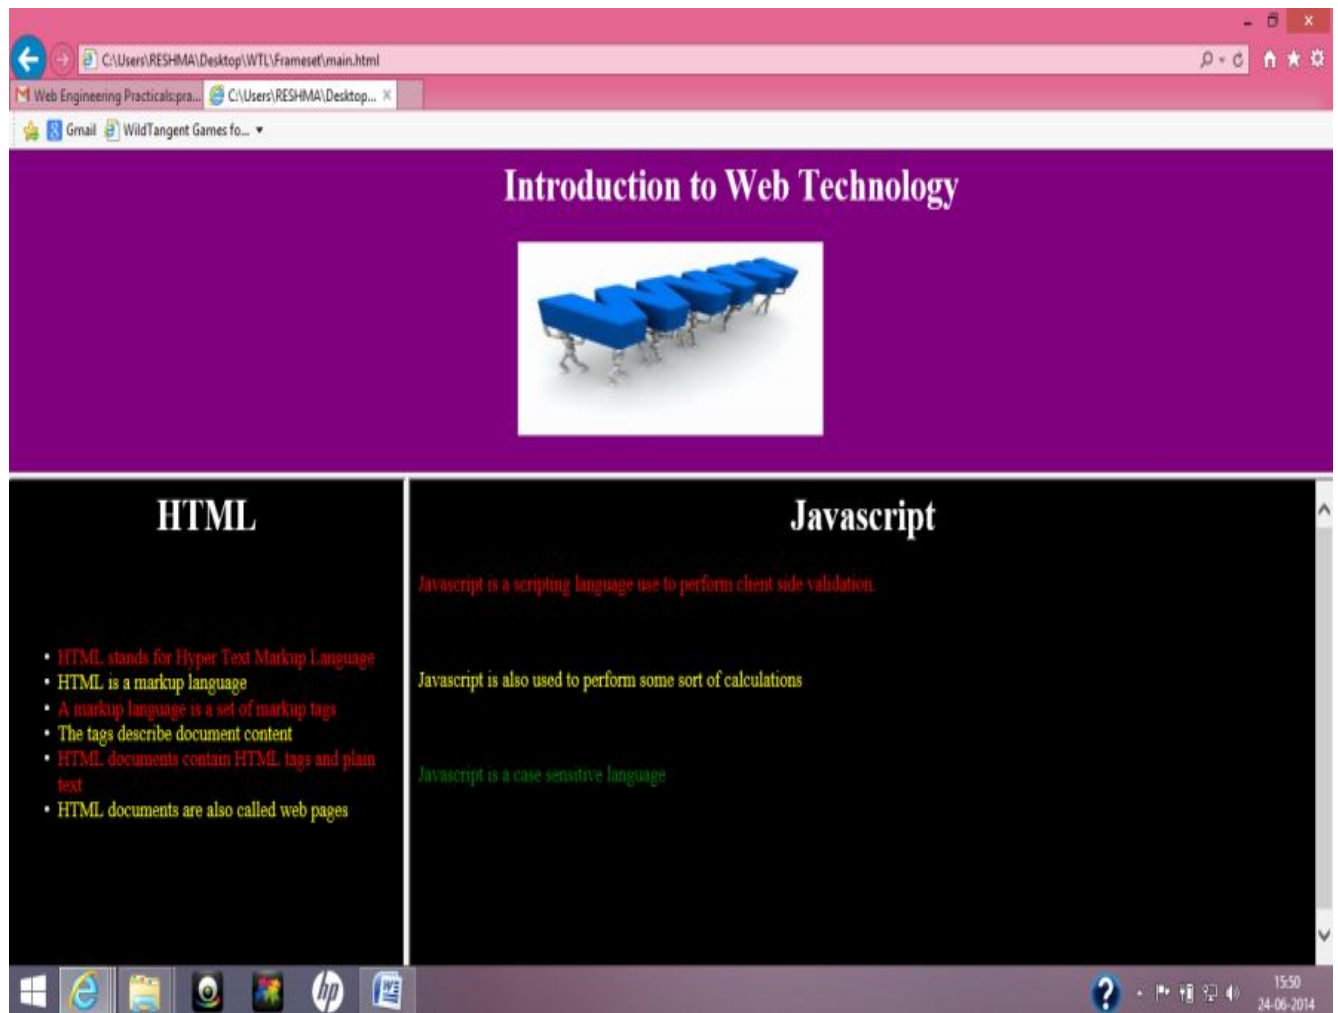 C:\Users\RESHMA\Desktop\WTL\Frameset\main.html
Web Engineering Practicals:pra...
C:\Users\RESHMA\Desktop...
Gmail
WildTangent Games fo...
Introduction to Web Technology
WWW
HTML
HTML stands for Hyper Text Markup Language
HTML is a markup language
A markup language is a set of markup tags
The tags describe document content
HTML documents contain HTML tags and plain
text
HTML documents are also called web pages
Javascript
Javascript is a scripting language use to perform client side validation.
Javascript is also used to perform some sort of calculations
Javascript is a case sensitive language
hp
15:50
24-06-2014